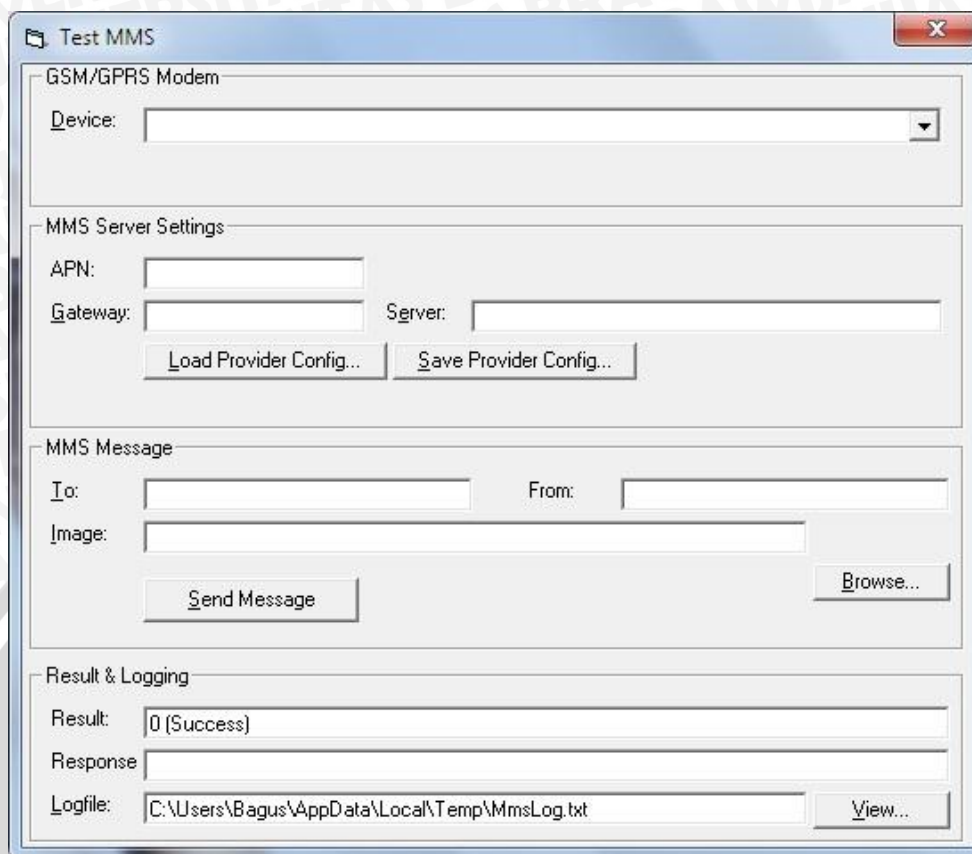 Test MMS
GSM/GPRS Modem
Device:
MMS Server Settings
APN:
Gateway: Server:
Load Provider Config... Save Provider Config...
MMS Message
To: From:
Image:
Browse...
Send Message
Result & Logging
Result: 0 (Success)
Response
Logfile: C:\Users\Bagus\AppData\Local\Temp\MmsLog.txt View...